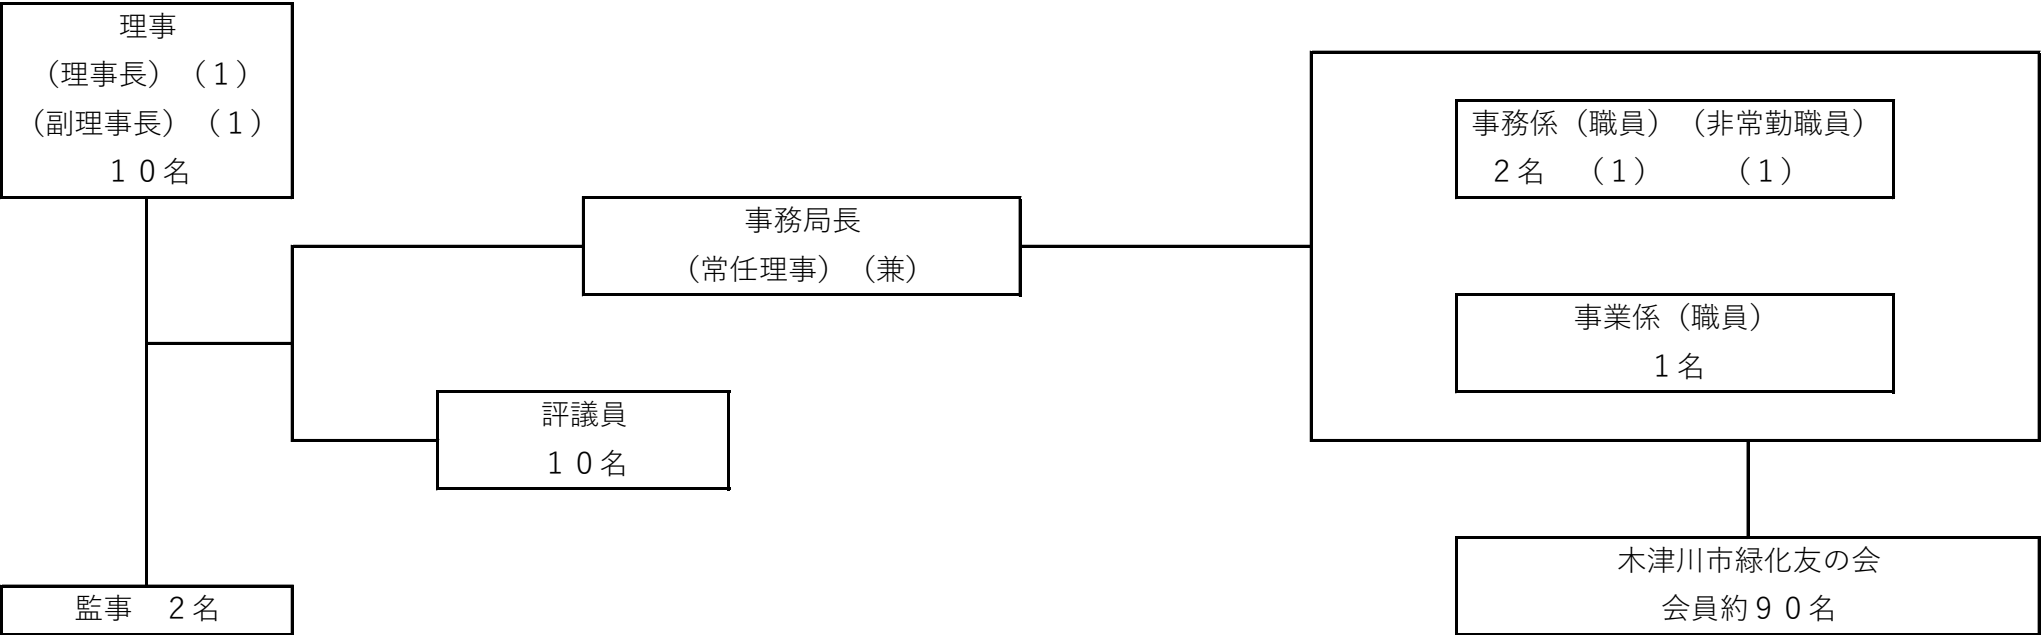 理事
（理事長）（１）
（副理事長）（１）
１０名
事務係（職員）（非常勤職員）
２名　（１）　　　（１）
事務局長
（常任理事）（兼）
事業係（職員）
１名
評議員
１０名
木津川市緑化友の会
会員約９０名
監事　２名